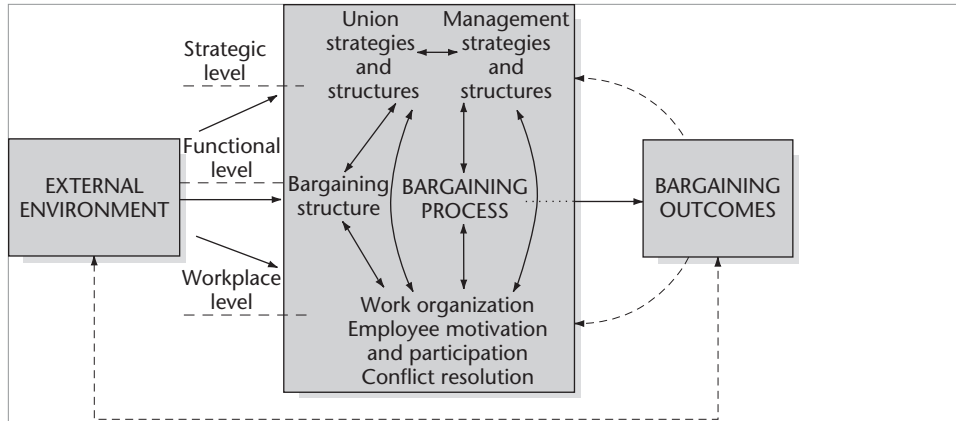 Union
strategies
and
structures
Management
strategies
and
structures
Strategic
level
Functional
level
EXTERNAL
ENVIRONMENT
Bargaining
structure
BARGAINING
PROCESS
BARGAINING
OUTCOMES
Workplace
level
Work organization
Employee motivation
and participation
Conflict resolution